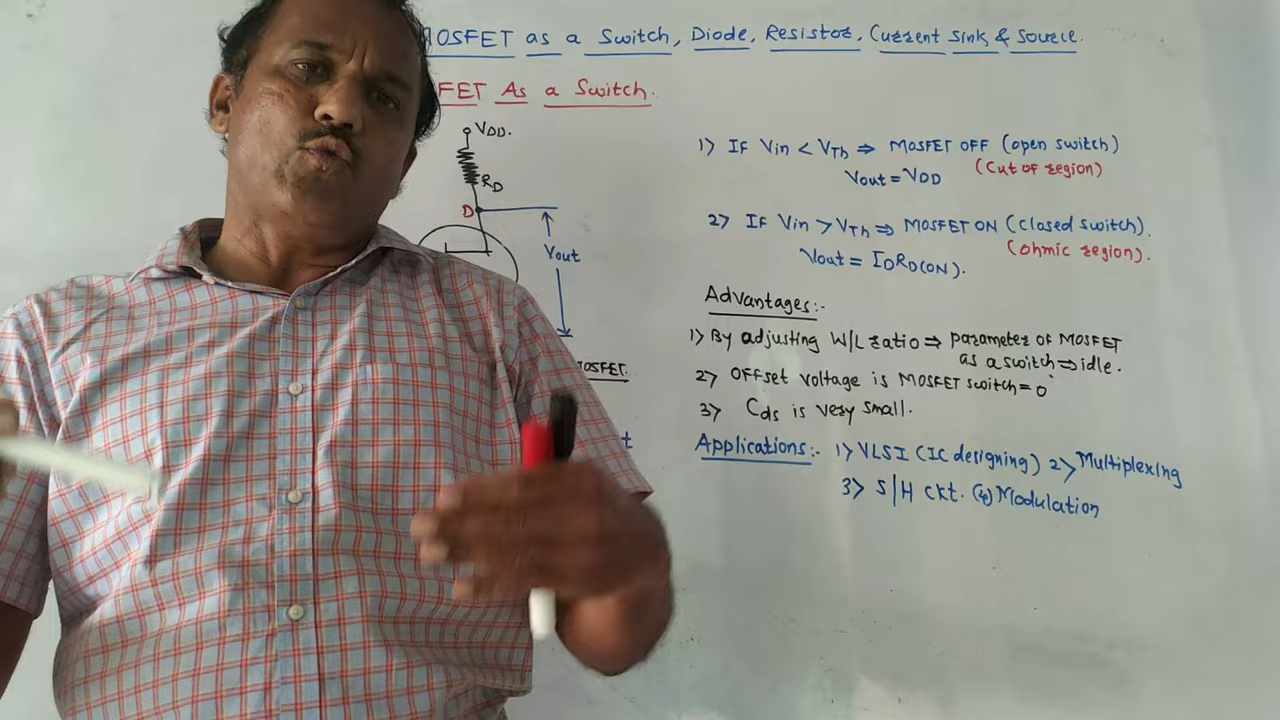 MOSFET as a Switch, Diode, Resistor, Current Sink & Source.
FET As a Switch.
VDD.
RD
D
Vout
OSFET.
t
1) IF Vin < VTh ⇒ MOSFET OFF (open switch)
Vout = VDD (Cut of region)
2) IF Vin > VTh ⇒ MOSFET ON (closed switch).
Vout = IDRD(ON). (ohmic region).
Advantages:-
1) By adjusting W/L ratio ⇒ parameter of MOSFET
as a switch ⇒ idle.
2) Offset voltage is MOSFET switch = 0
3) Cds is very small.
Applications:- 1) VLSI (IC designing) 2) Multiplexing
3) S/H ckt. (4) Modulation